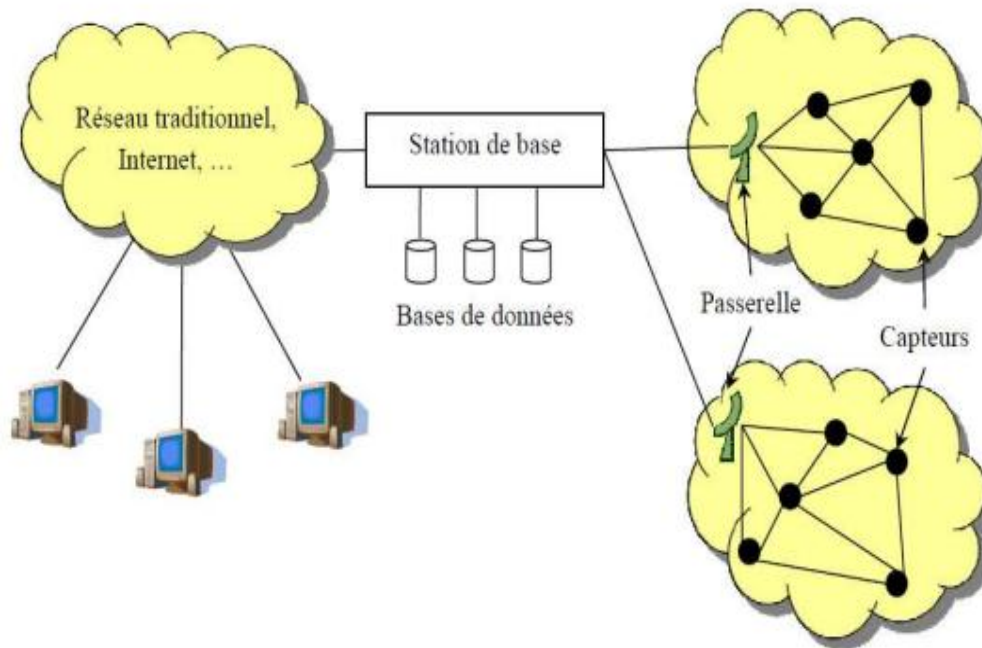 Réseau traditionnel,
Internet, …
Station de base
Bases de données
Passerelle
Capteurs